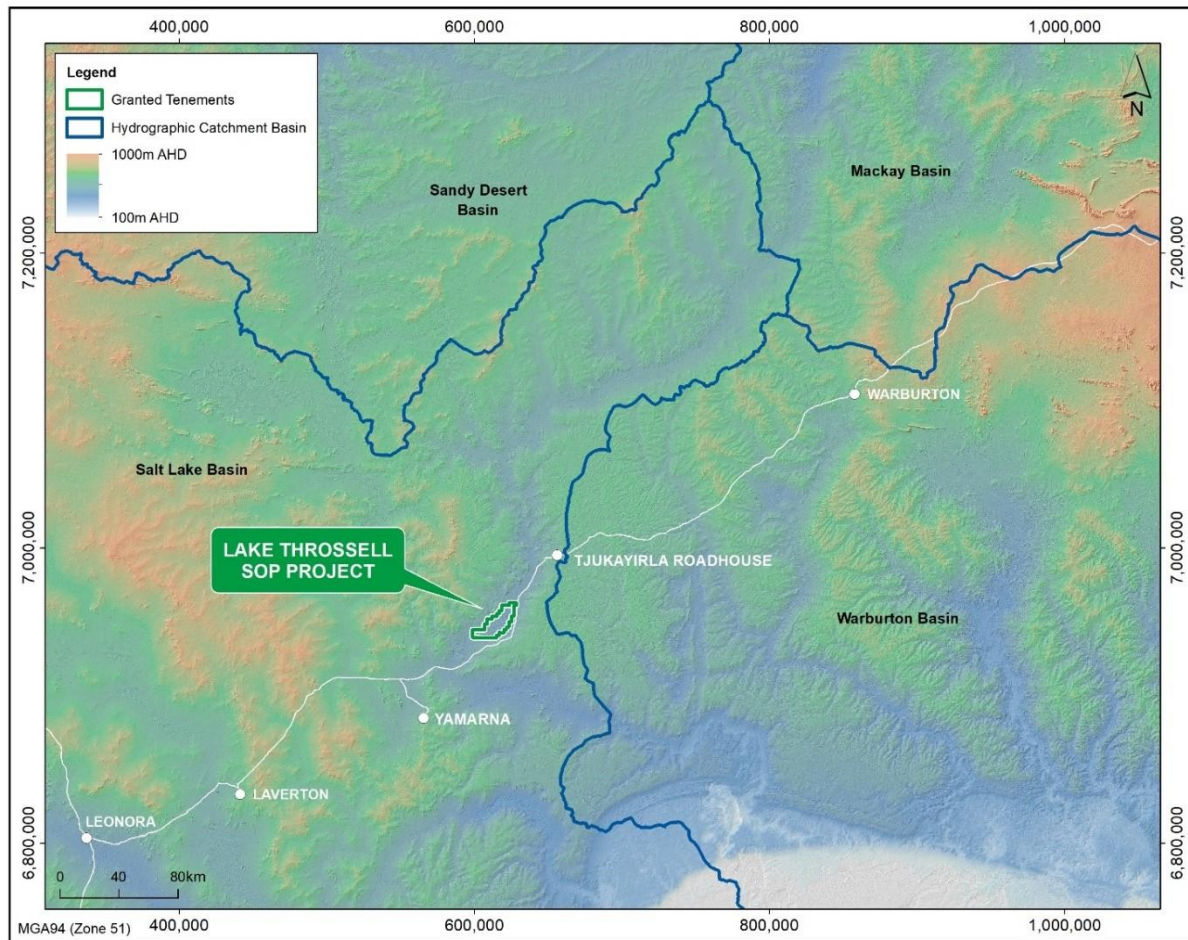 400,000
600,000
800,000
1,000,000
Legend
Granted Tenements
Hydrographic Catchment Basin
1000m AHD
100m AHD
N
Mackay Basin
Sandy Desert
Basin
7,200,000
7,200,000
WARBURTON
Salt Lake Basin
LAKE THROSSELL
SOP PROJECT
7,000,000
TJUKAYIRLA ROADHOUSE
7,000,000
Warburton Basin
YAMARNA
LAVERTON
LEONORA
6,800,000
6,800,000
0 40 80km
400,000
600,000
800,000
1,000,000
MGA94 (Zone 51)